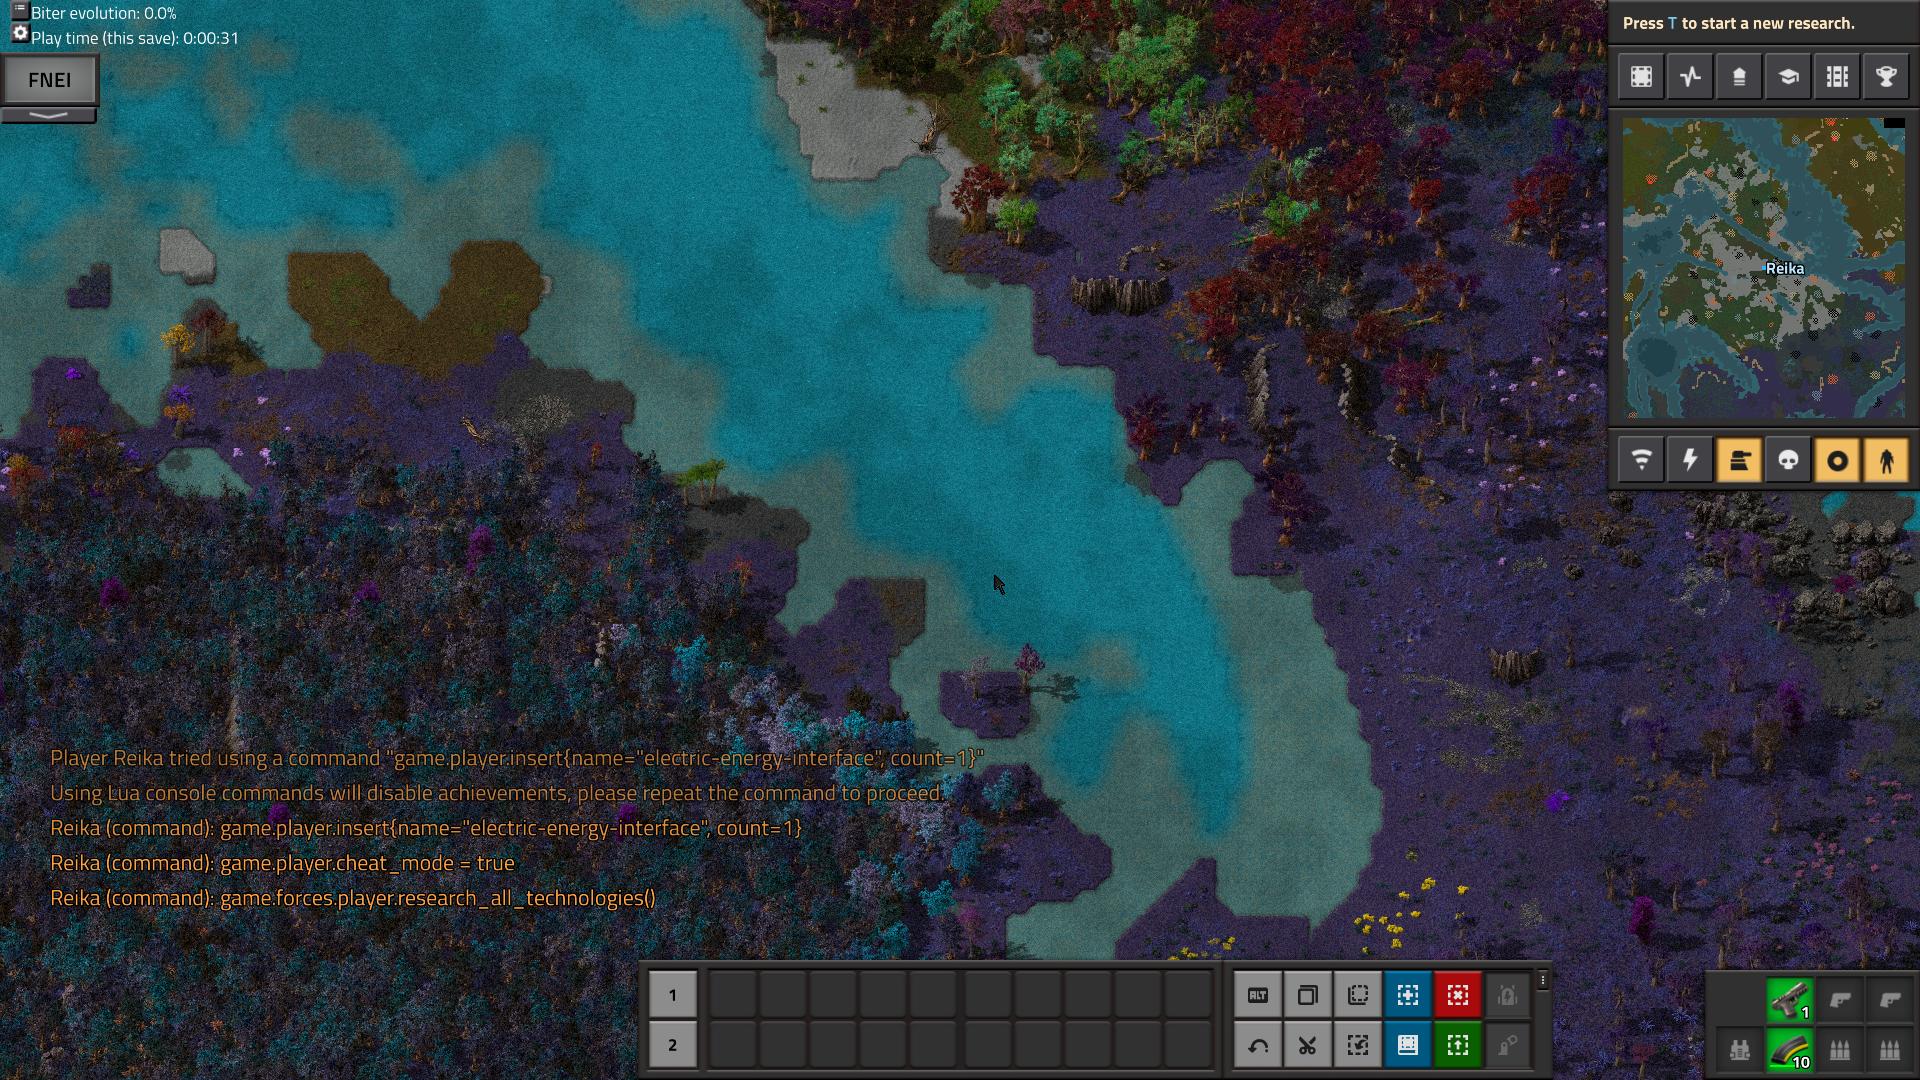 Biter evolution: 0.0%
Play time (this save): 0:00:31
FNEI
Press T to start a new research.
Reika
Player Reika tried using a command "game.player.insert{name="electric-energy-interface", count=1}"
Using Lua console commands will disable achievements, please repeat the command to proceed.
Reika (command): game.player.insert{name="electric-energy-interface", count=1}
Reika (command): game.player.cheat_mode = true
Reika (command): game.forces.player.research_all_technologies()
1
ALT
1
2
10